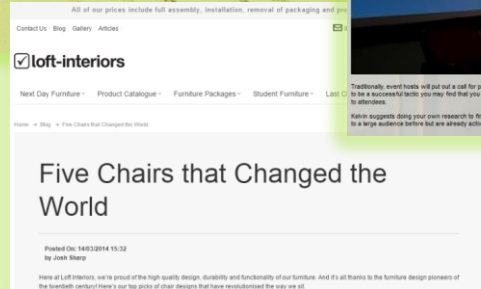 All of our prices include full assembly, installation, removal of packaging and
Contact Us Blog Gallery Articles
loft-interiors
Next Day Furniture Product Catalogue Furniture Packages Student Furniture Last
Home → Blog → Five Chairs that Changed the World
Five Chairs that Changed the
World
Posted On: 14/03/2014 15:32
by Josh Sharp
Here at Loft Interiors, we're proud of the high quality design, durability and functionality of our furniture. And it's all thanks to the furniture design pioneers of
the twentieth century! Here's our top picks of chair designs that have revolutionised the way we sit.
Traditionally, event hosts will put out a call for
to be a successful tactic you may find that you
to attendees.
Kelvin suggests doing your own research to
to a large audience before but are already